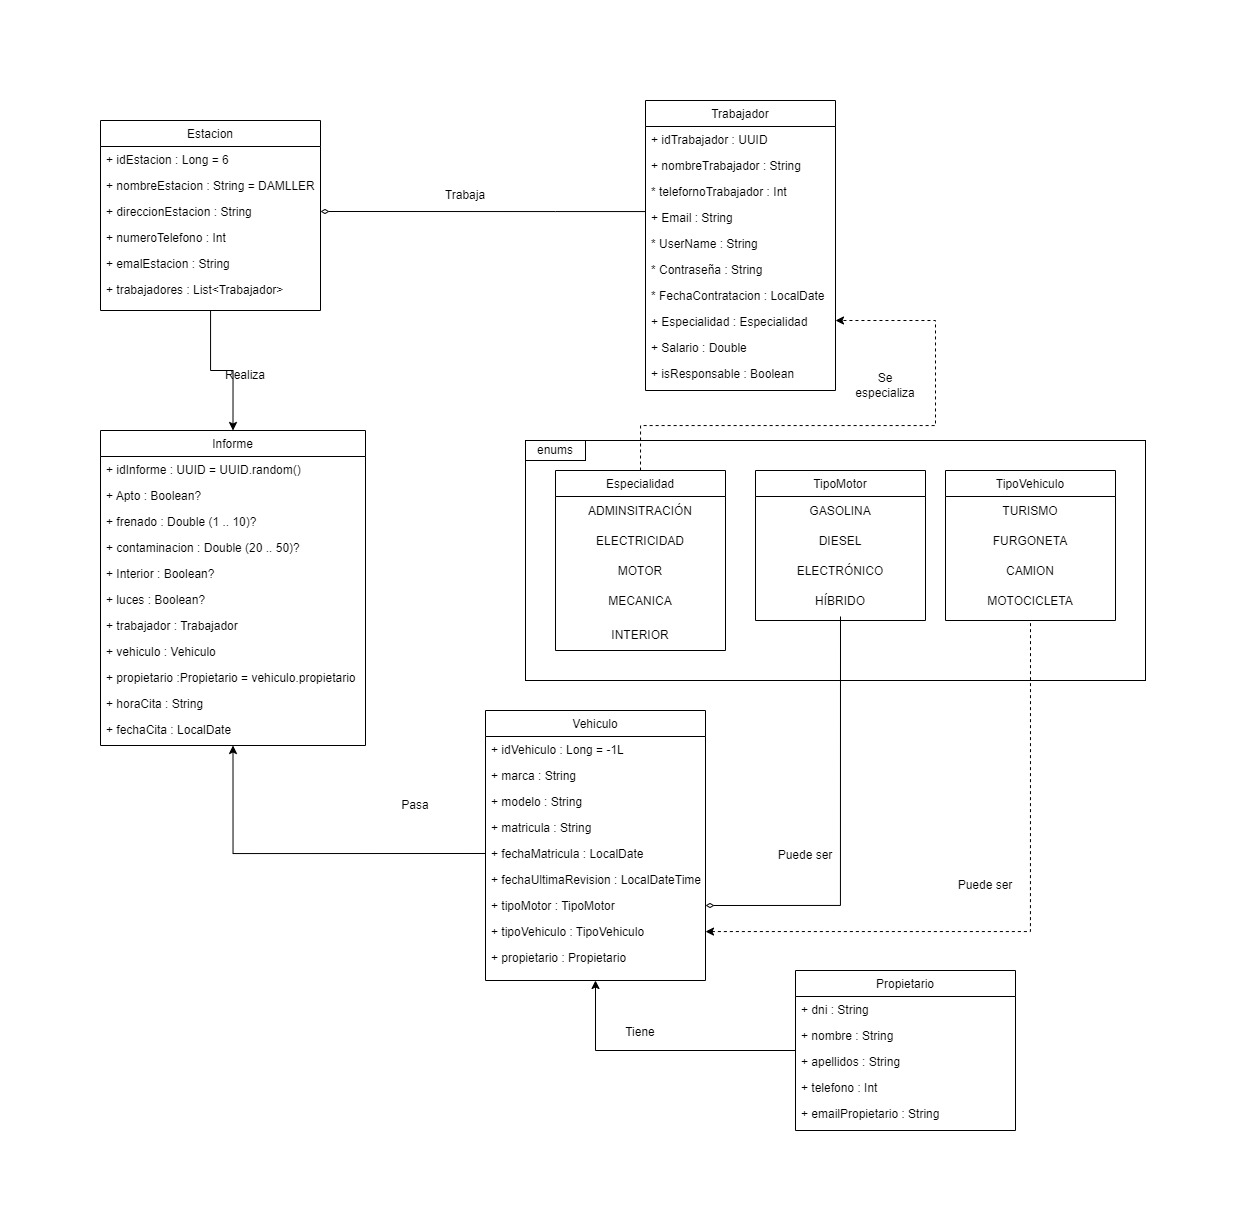 Estacion
+ idEstacion : Long = 6
+ nombreEstacion : String = DAMLLER
+ direccionEstacion : String
+ numeroTelefono : Int
+ emalEstacion : String
+ trabajadores : List<Trabajador>
Trabaja
Trabajador
+ idTrabajador : UUID
+ nombreTrabajador : String
* telefornoTrabajador : Int
+ Email : String
* UserName : String
* Contraseña : String
* FechaContratacion : LocalDate
+ Especialidad : Especialidad
+ Salario : Double
+ isResponsable : Boolean
Se
especializa
Realiza
Informe
+ idInforme : UUID = UUID.random()
+ Apto : Boolean?
+ frenado : Double (1 .. 10)?
+ contaminacion : Double (20 .. 50)?
+ Interior : Boolean?
+ luces : Boolean?
+ trabajador : Trabajador
+ vehiculo : Vehiculo
+ propietario :Propietario = vehiculo.propietario
+ horaCita : String
+ fechaCita : LocalDate
enums
Especialidad
ADMINSITRACIÓN
ELECTRICIDAD
MOTOR
MECANICA
INTERIOR
TipoMotor
GASOLINA
DIESEL
ELECTRÓNICO
HÍBRIDO
TipoVehiculo
TURISMO
FURGONETA
CAMION
MOTOCICLETA
Pasa
Vehiculo
+ idVehiculo : Long = -1L
+ marca : String
+ modelo : String
+ matricula : String
+ fechaMatricula : LocalDate
+ fechaUltimaRevision : LocalDateTime
+ tipoMotor : TipoMotor
+ tipoVehiculo : TipoVehiculo
+ propietario : Propietario
Puede ser
Puede ser
Tiene
Propietario
+ dni : String
+ nombre : String
+ apellidos : String
+ telefono : Int
+ emailPropietario : String